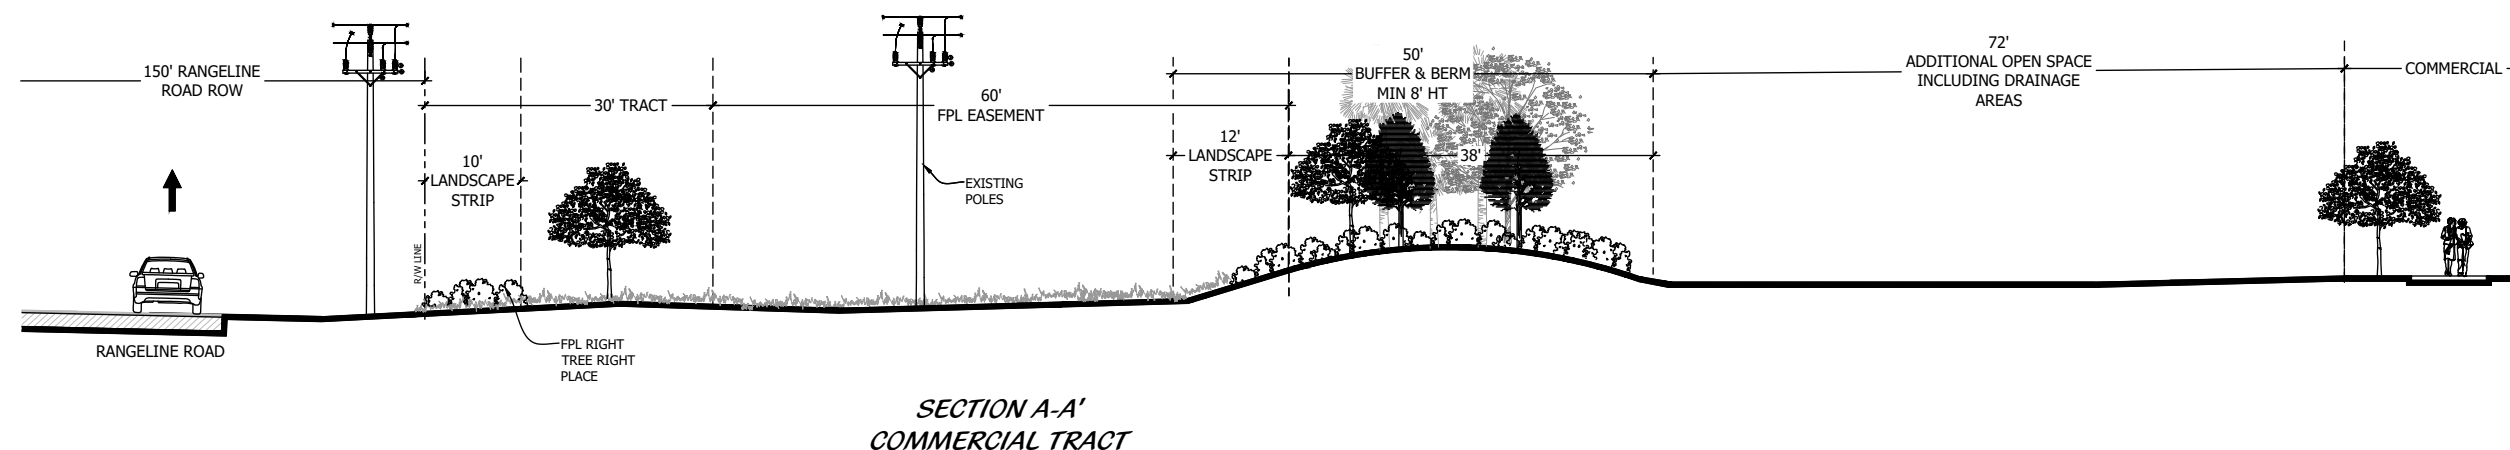 150' RANGELINE
ROAD ROW
30' TRACT
60'
FPL EASEMENT
50'
BUFFER & BERM
MIN 8' HT
72'
ADDITIONAL OPEN SPACE
INCLUDING DRAINAGE
AREAS
COMMERCIAL
10'
LANDSCAPE
STRIP
12'
LANDSCAPE
STRIP
38'
EXISTING
POLES
R/W LINE
RANGELINE ROAD
FPL RIGHT
TREE RIGHT
PLACE
SECTION A-A'
COMMERCIAL TRACT